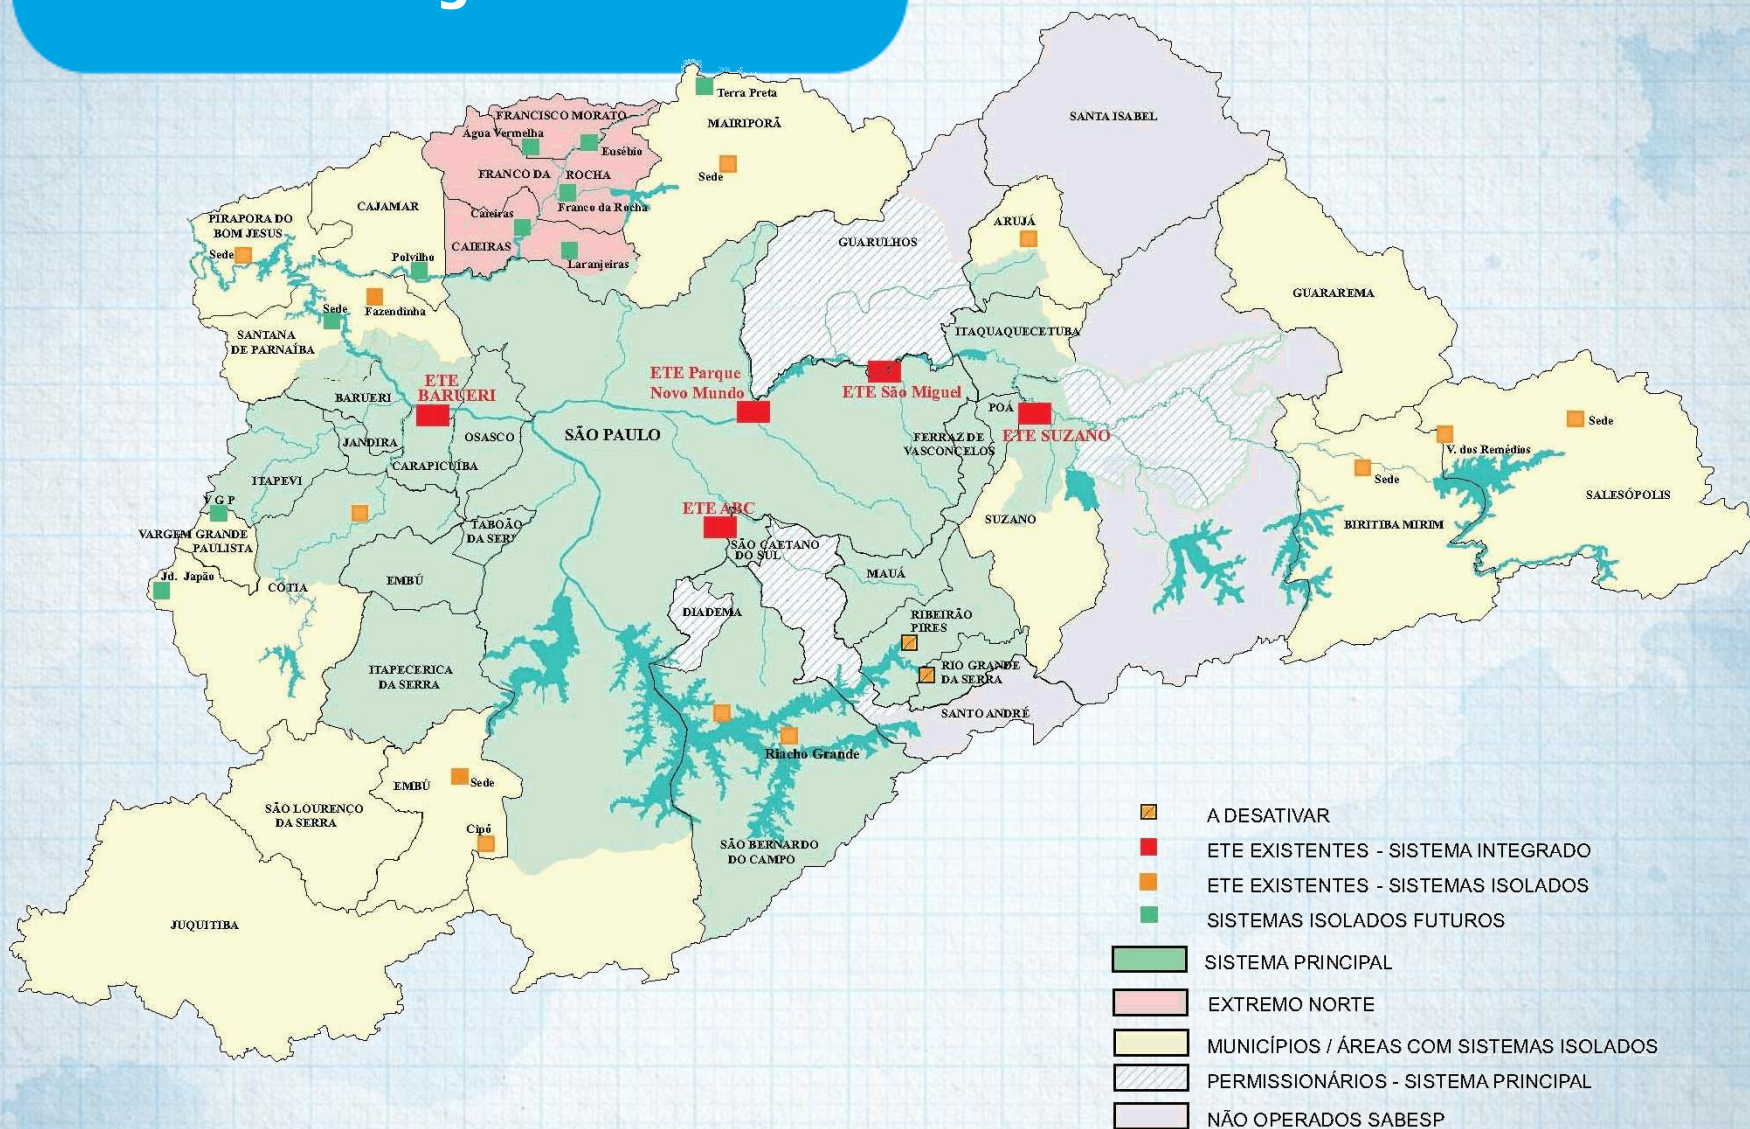 Terra Preta
MAIRIPORÃ
Sede
FRANCISCO MORATO
Água Vermelha
Eusébio
FRANCO DA ROCHA
Franco da Rocha
Caieiras
CAIEIRAS
Laranjeiras
CAJAMAR
Polvilho
PIRAPORA DO
BOM JESUS
Sede
Sede
Fazendinha
SANTANA
DE PARNAÍBA
SANTA ISABEL
GUARULHOS
ARUJÁ
GUARAREMA
ITAQUAQUECETUBA
ETE
BARUERI
BARUERI
JANDIRA
OSASCO
CARAPICUÍBA
ITAPEVI
ETE Parque
Novo Mundo
ETE São Miguel
SÃO PAULO
POÁ
ETE SUZANO
FERRAZ DE
VASCONCELOS
SUZANO
Sede
V. dos Remédios
Sede
SALESÓPOLIS
BIRITIBA MIRIM
V G P
VARGEM GRANDE
PAULISTA
Jd. Japão
COTIA
TABOÃO
DA SER
EMBÚ
ITAPECERICA
DA SERRA
ETE ABC
SÃO CAETANO
DO SUL
MAUÁ
DIADEMA
RIBEIRÃO
PIRES
RIO GRANDE
DA SERRA
SANTO ANDRÉ
Riacho Grande
SÃO BERNARDO
DO CAMPO
EMBÚ
Sede
Cipó
SÃO LOURENÇO
DA SERRA
JUQUITIBA
A DESATIVAR
ETE EXISTENTES - SISTEMA INTEGRADO
ETE EXISTENTES - SISTEMAS ISOLADOS
SISTEMAS ISOLADOS FUTUROS
SISTEMA PRINCIPAL
EXTREMO NORTE
MUNICÍPIOS / ÁREAS COM SISTEMAS ISOLADOS
PERMISSIONÁRIOS - SISTEMA PRINCIPAL
NÃO OPERADOS SABESP